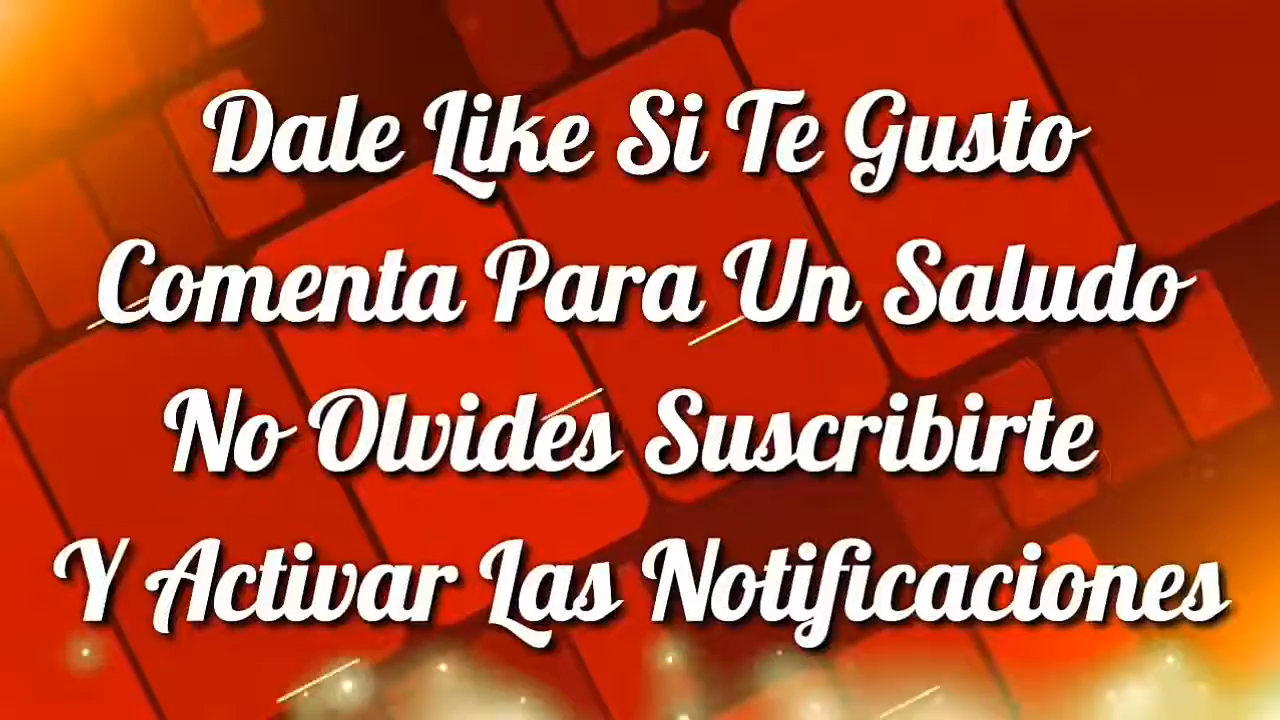 Dale Like Si Te Gusto
Comenta Para Un Saludo
No Olvides Suscribirte
Y Activar Las Notificaciones